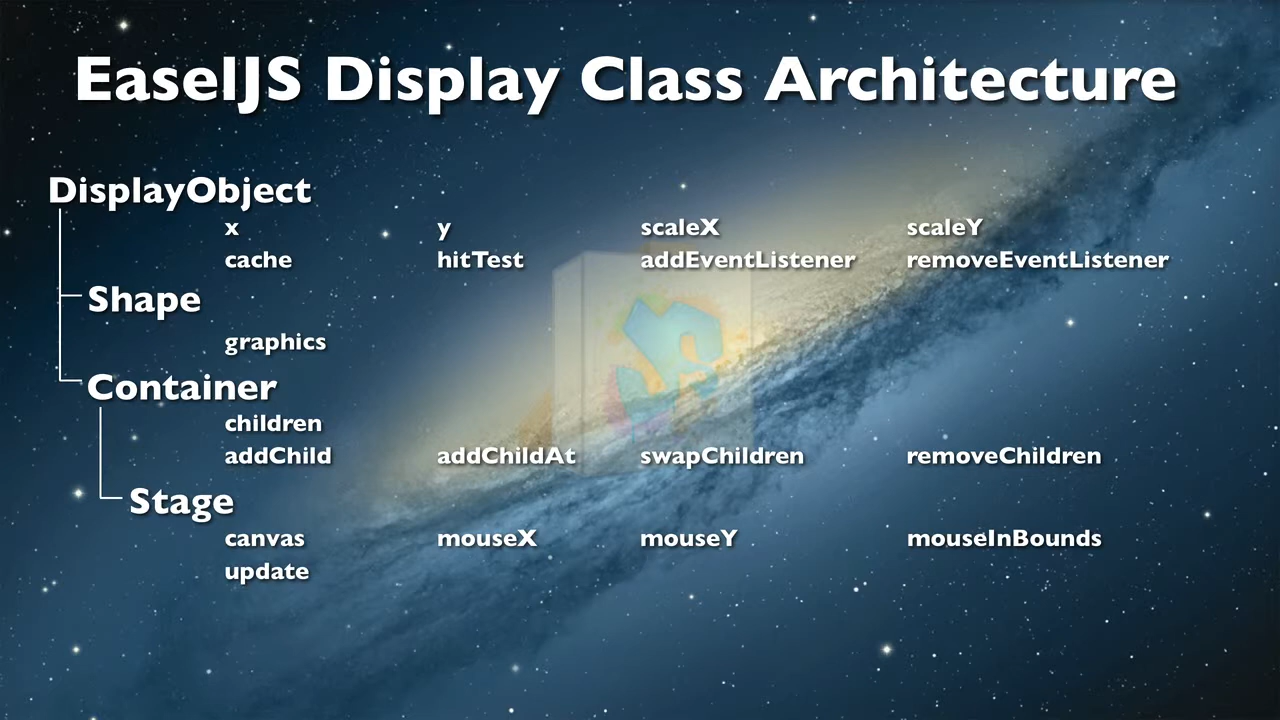 EaselJS Display Class Architecture
DisplayObject
x y scaleX scaleY
cache hitTest addEventListener removeEventListener
Shape
graphics
Container
children
addChild addChildAt swapChildren removeChildren
Stage
canvas mouseX mouseY mouseInBounds
update